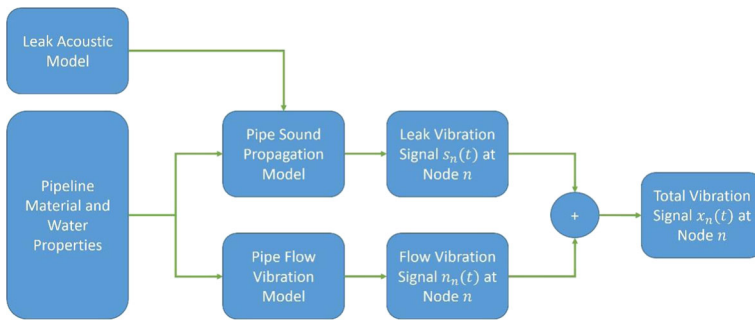 Leak Acoustic
Model
Pipeline
Material and
Water
Properties
Pipe Sound
Propagation
Model
Leak Vibration
Signal sₙ(t) at
Node n
Pipe Flow
Vibration
Model
Flow Vibration
Signal nₙ(t) at
Node n
+
Total Vibration
Signal xₙ(t) at
Node n